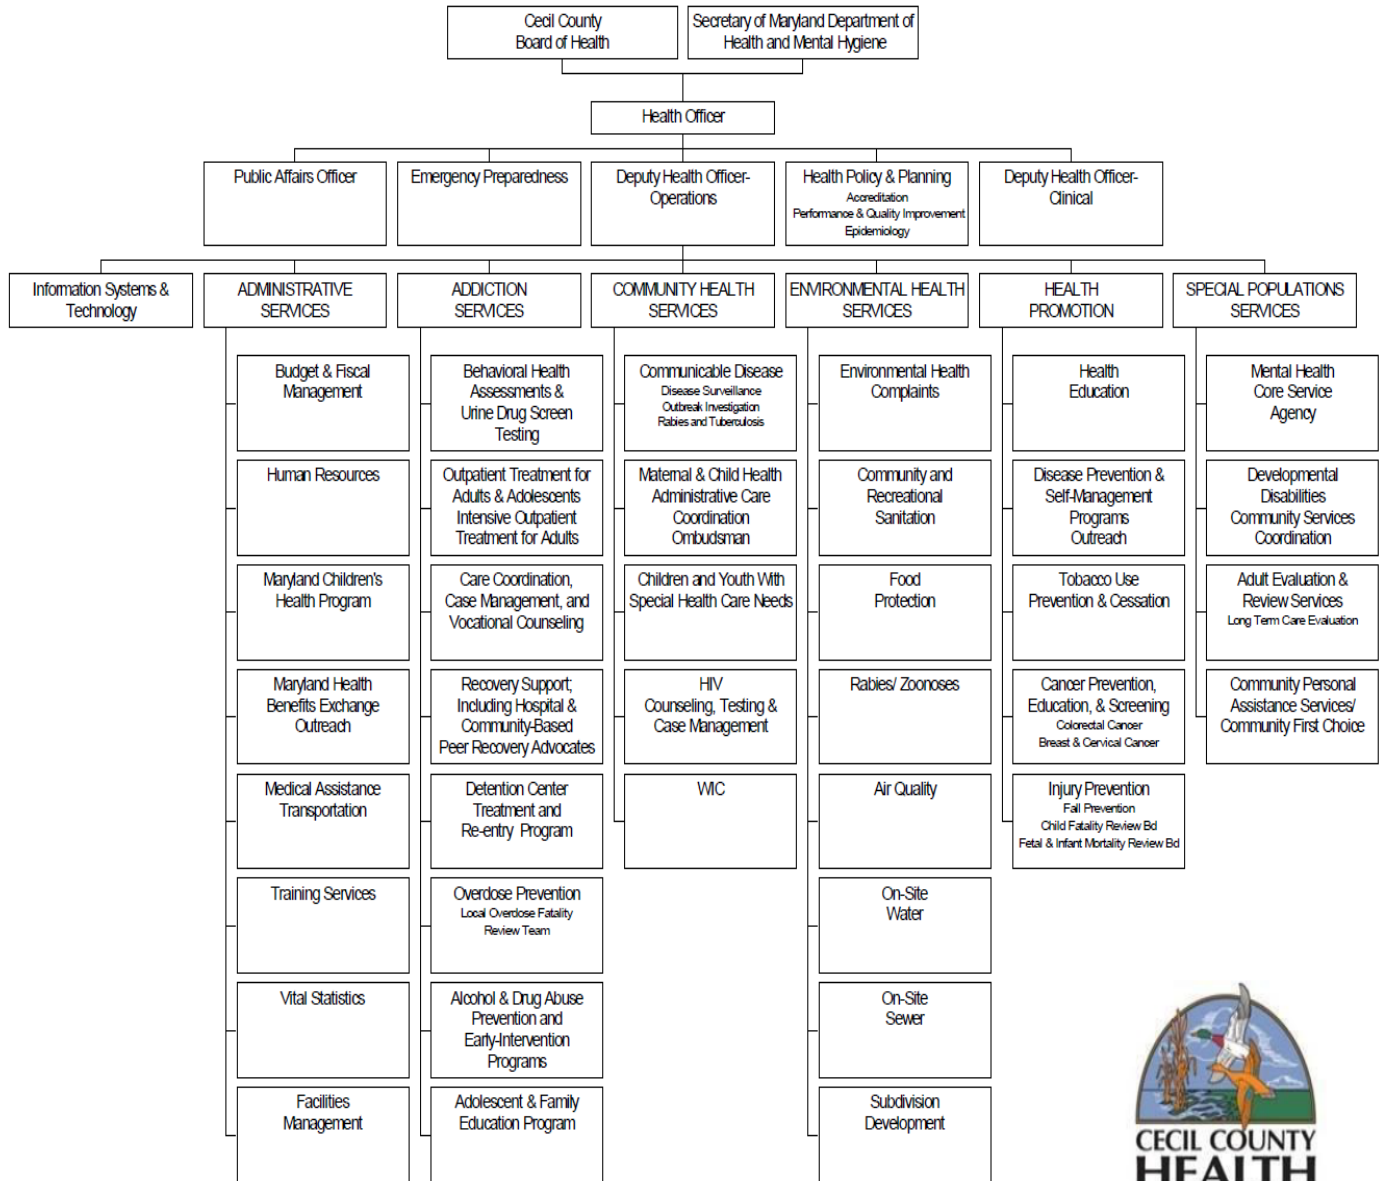 Cecil County
Board of Health
Secretary of Maryland Department of
Health and Mental Hygiene
Health Officer
Public Affairs Officer
Emergency Preparedness
Deputy Health Officer-
Operations
Health Policy & Planning
Accreditation
Performance & Quality Improvement
Epidemiology
Deputy Health Officer-
Clinical
Information Systems &
Technology
ADMINISTRATIVE
SERVICES
ADDICTION
SERVICES
COMMUNITY HEALTH
SERVICES
ENVIRONMENTAL HEALTH
SERVICES
HEALTH
PROMOTION
SPECIAL POPULATIONS
SERVICES
Budget & Fiscal
Management
Human Resources
Maryland Children's
Health Program
Maryland Health
Benefits Exchange
Outreach
Medical Assistance
Transportation
Training Services
Vital Statistics
Facilities
Management
Behavioral Health
Assessments &
Urine Drug Screen
Testing
Outpatient Treatment for
Adults & Adolescents
Intensive Outpatient
Treatment for Adults
Care Coordination,
Case Management, and
Vocational Counseling
Recovery Support;
Including Hospital &
Community-Based
Peer Recovery Advocates
Detention Center
Treatment and
Re-entry Program
Overdose Prevention
Local Overdose Fatality
Review Team
Alcohol & Drug Abuse
Prevention and
Early-Intervention
Programs
Adolescent & Family
Education Program
Communicable Disease
Disease Surveillance
Outbreak Investigation
Rabies and Tuberculosis
Maternal & Child Health
Administrative Care
Coordination
Ombudsman
Children and Youth With
Special Health Care Needs
HIV
Counseling, Testing &
Case Management
WIC
Environmental Health
Complaints
Community and
Recreational
Sanitation
Food
Protection
Rabies/ Zoonoses
Air Quality
On-Site
Water
On-Site
Sewer
Subdivision
Development
Health
Education
Disease Prevention &
Self-Management
Programs
Outreach
Tobacco Use
Prevention & Cessation
Cancer Prevention,
Education, & Screening
Colorectal Cancer
Breast & Cervical Cancer
Injury Prevention
Fall Prevention
Child Fatality Review Bd
Fetal & Infant Mortality Review Bd
Mental Health
Core Service
Agency
Developmental
Disabilities
Community Services
Coordination
Adult Evaluation &
Review Services
Long Term Care Evaluation
Community Personal
Assistance Services/
Community First Choice
CECIL COUNTY
HEALTH